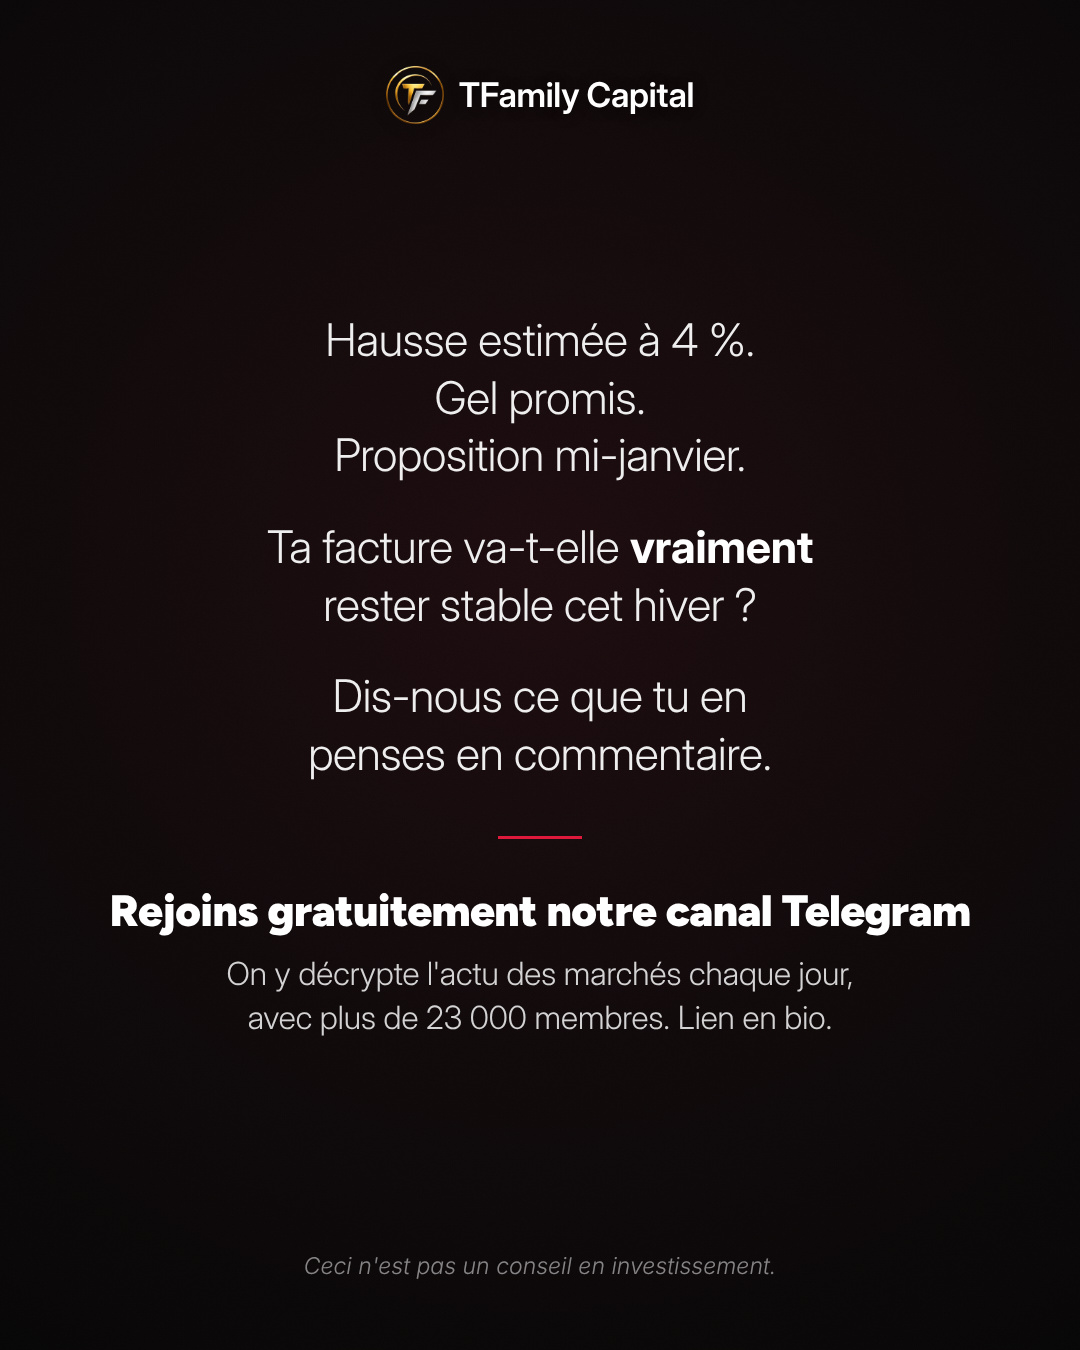 TF TFamily Capital
Hausse estimée à 4 %.
Gel promis.
Proposition mi-janvier.
Ta facture va-t-elle vraiment
rester stable cet hiver ?
Dis-nous ce que tu en
penses en commentaire.
Rejoins gratuitement notre canal Telegram
On y décrypte l'actu des marchés chaque jour,
avec plus de 23 000 membres. Lien en bio.
Ceci n'est pas un conseil en investissement.